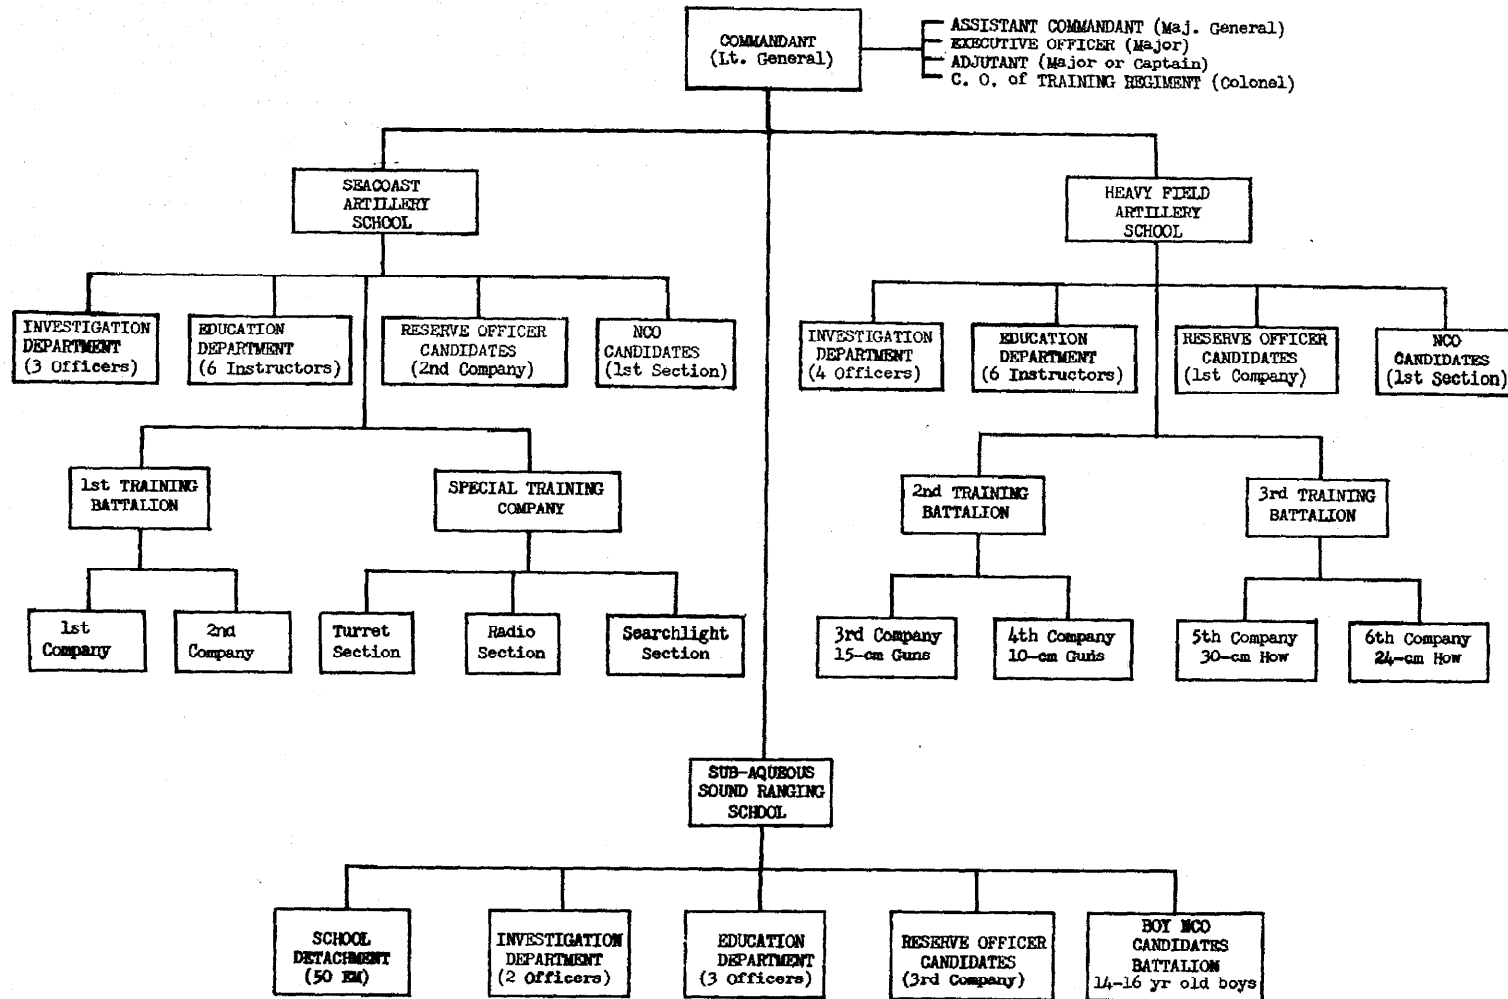 COMMANDANT
(Lt. General)
ASSISTANT COMMANDANT (Maj. General)
EXECUTIVE OFFICER (Major)
ADJUTANT (Major or Captain)
C. O. of TRAINING REGIMENT (Colonel)
SEACOAST
ARTILLERY
SCHOOL
HEAVY FIELD
ARTILLERY
SCHOOL
INVESTIGATION
DEPARTMENT
(3 Officers)
EDUCATION
DEPARTMENT
(6 Instructors)
RESERVE OFFICER
CANDIDATES
(2nd Company)
NCO
CANDIDATES
(1st Section)
INVESTIGATION
DEPARTMENT
(4 Officers)
EDUCATION
DEPARTMENT
(6 Instructors)
RESERVE OFFICER
CANDIDATES
(1st Company)
NCO
CANDIDATES
(1st Section)
1st TRAINING
BATTALION
SPECIAL TRAINING
COMPANY
2nd TRAINING
BATTALION
3rd TRAINING
BATTALION
1st
Company
2nd
Company
Turret
Section
Radio
Section
Searchlight
Section
3rd Company
15-cm Guns
4th Company
10-cm Guns
5th Company
30-cm How
6th Company
24-cm How
SUB-AQUEOUS
SOUND RANGING
SCHOOL
SCHOOL
DETACHMENT
(50 EM)
INVESTIGATION
DEPARTMENT
(2 Officers)
EDUCATION
DEPARTMENT
(3 Officers)
RESERVE OFFICER
CANDIDATES
(3rd Company)
BOY NCO
CANDIDATES
BATTALION
14-16 yr old boys